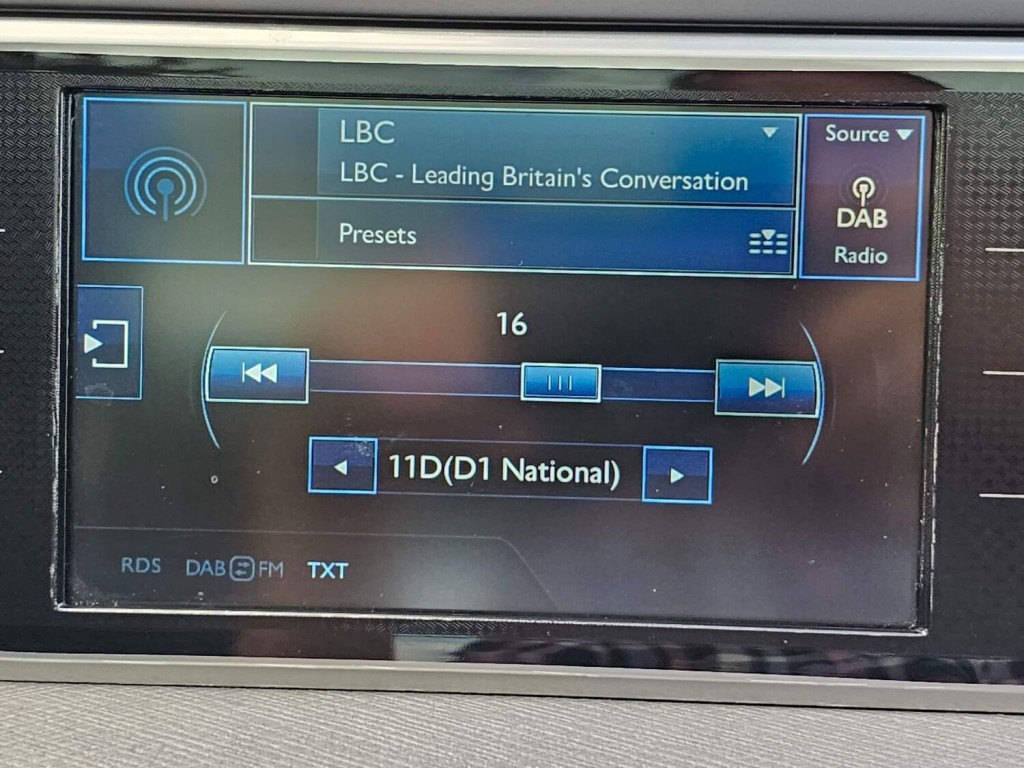 LBC
LBC - Leading Britain's Conversation
Source
DAB
Radio
Presets
16
11D(D1 National)
RDS DAB FM TXT